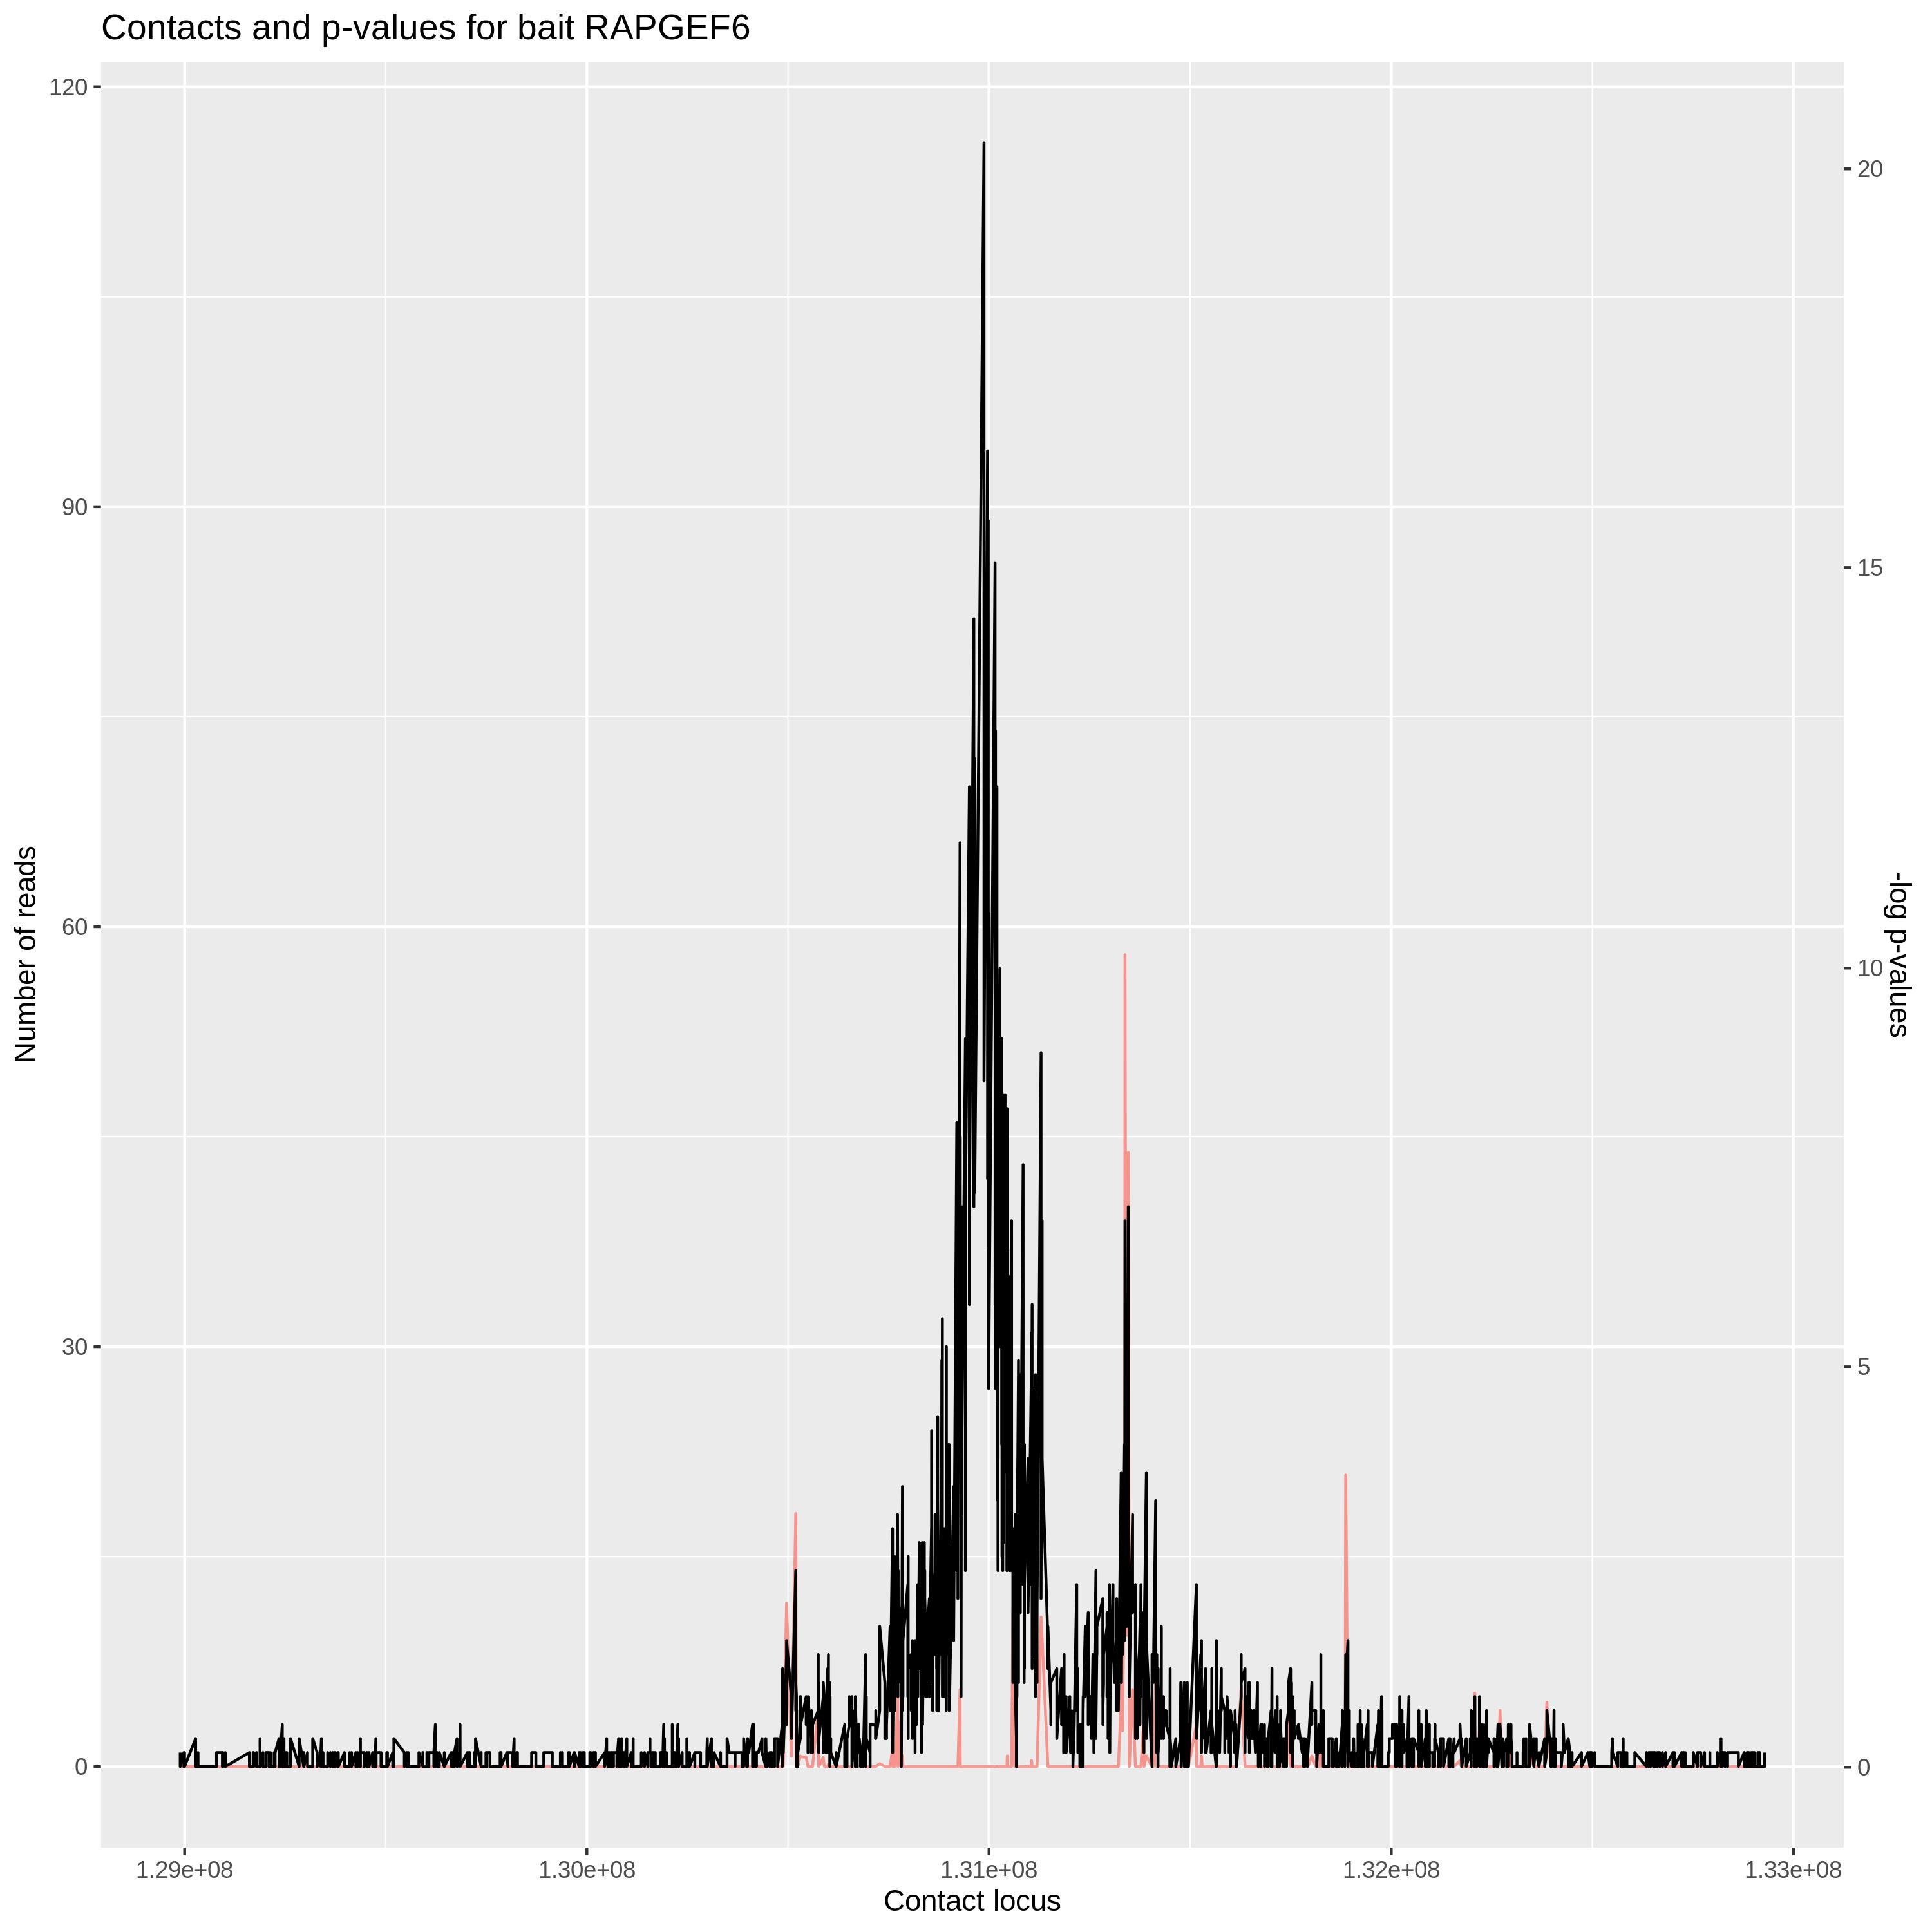 Contacts and p-values for bait RAPGEF6
120
90
60
30
0
Number of reads
20
15
10
5
0
-log p-values
1.29e+08
1.30e+08
1.31e+08
1.32e+08
1.33e+08
Contact locus